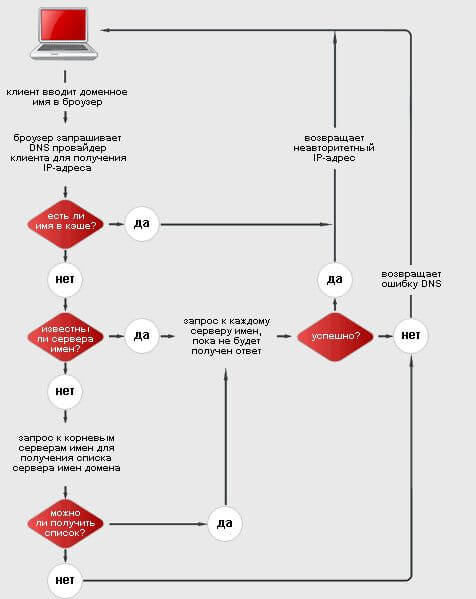 клиент вводит доменное
имя в броузер
броузер запрашивает
DNS провайдер
клиента для получения
IP-адреса
возвращает
неавторитетный
IP-адрес
есть ли
имя в кэше?
да
нет
да
возвращает
ошибку DNS
известны
ли сервера
имен?
да
запрос к каждому
серверу имен,
пока не будет
получен ответ
успешно?
нет
нет
запрос к корневым
серверам имен для
получения списка
сервера имен домена
можно
ли получить
список?
да
нет